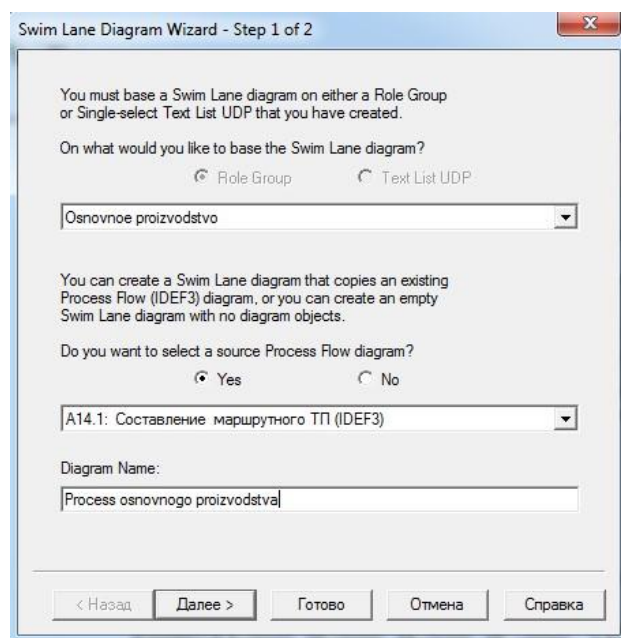 Swim Lane Diagram Wizard - Step 1 of 2
You must base a Swim Lane diagram on either a Role Group
or Single-select Text List UDP that you have created.
On what would you like to base the Swim Lane diagram?
Role Group Text List UDP
Osnovnoe proizvodstvo
You can create a Swim Lane diagram that copies an existing
Process Flow (IDEF3) diagram, or you can create an empty
Swim Lane diagram with no diagram objects.
Do you want to select a source Process Flow diagram?
Yes No
A14.1: Составление маршрутного ТП (IDEF3)
Diagram Name:
Process osnovnogo proizvodstva
< Назад Далее > Готово Отмена Справка